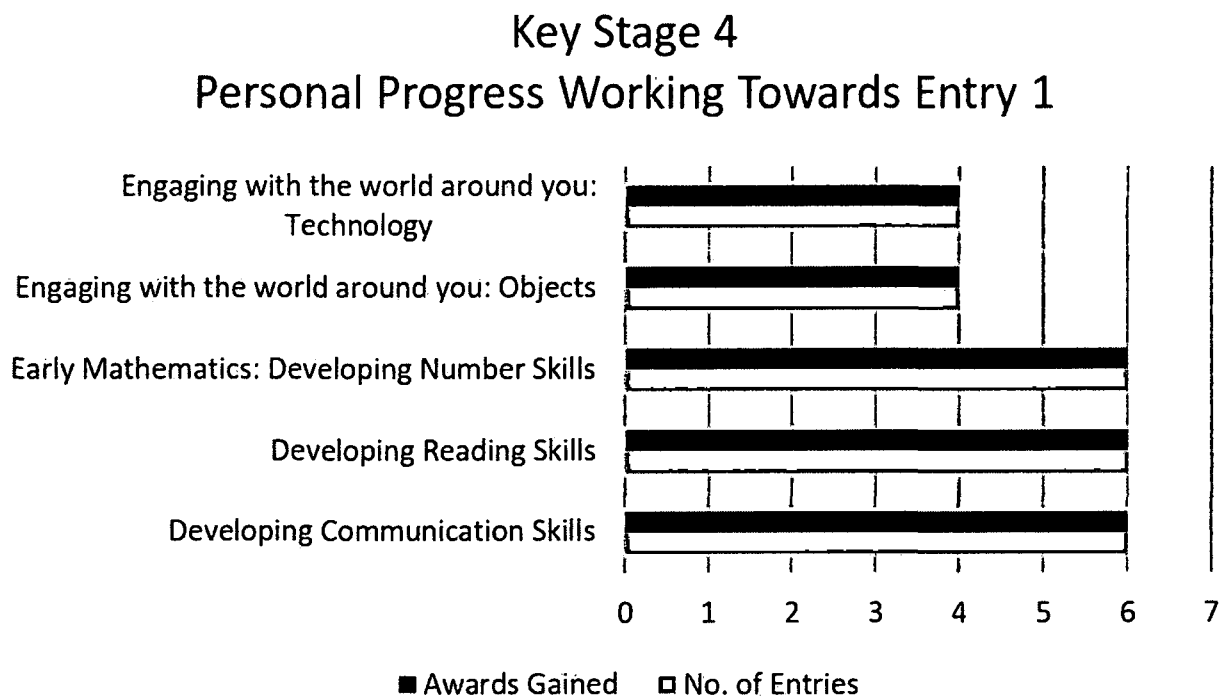 Key Stage 4
Personal Progress Working Towards Entry 1
Engaging with the world around you:
Technology
Engaging with the world around you: Objects
Early Mathematics: Developing Number Skills
Developing Reading Skills
Developing Communication Skills
0 1 2 3 4 5 6 7
Awards Gained No. of Entries